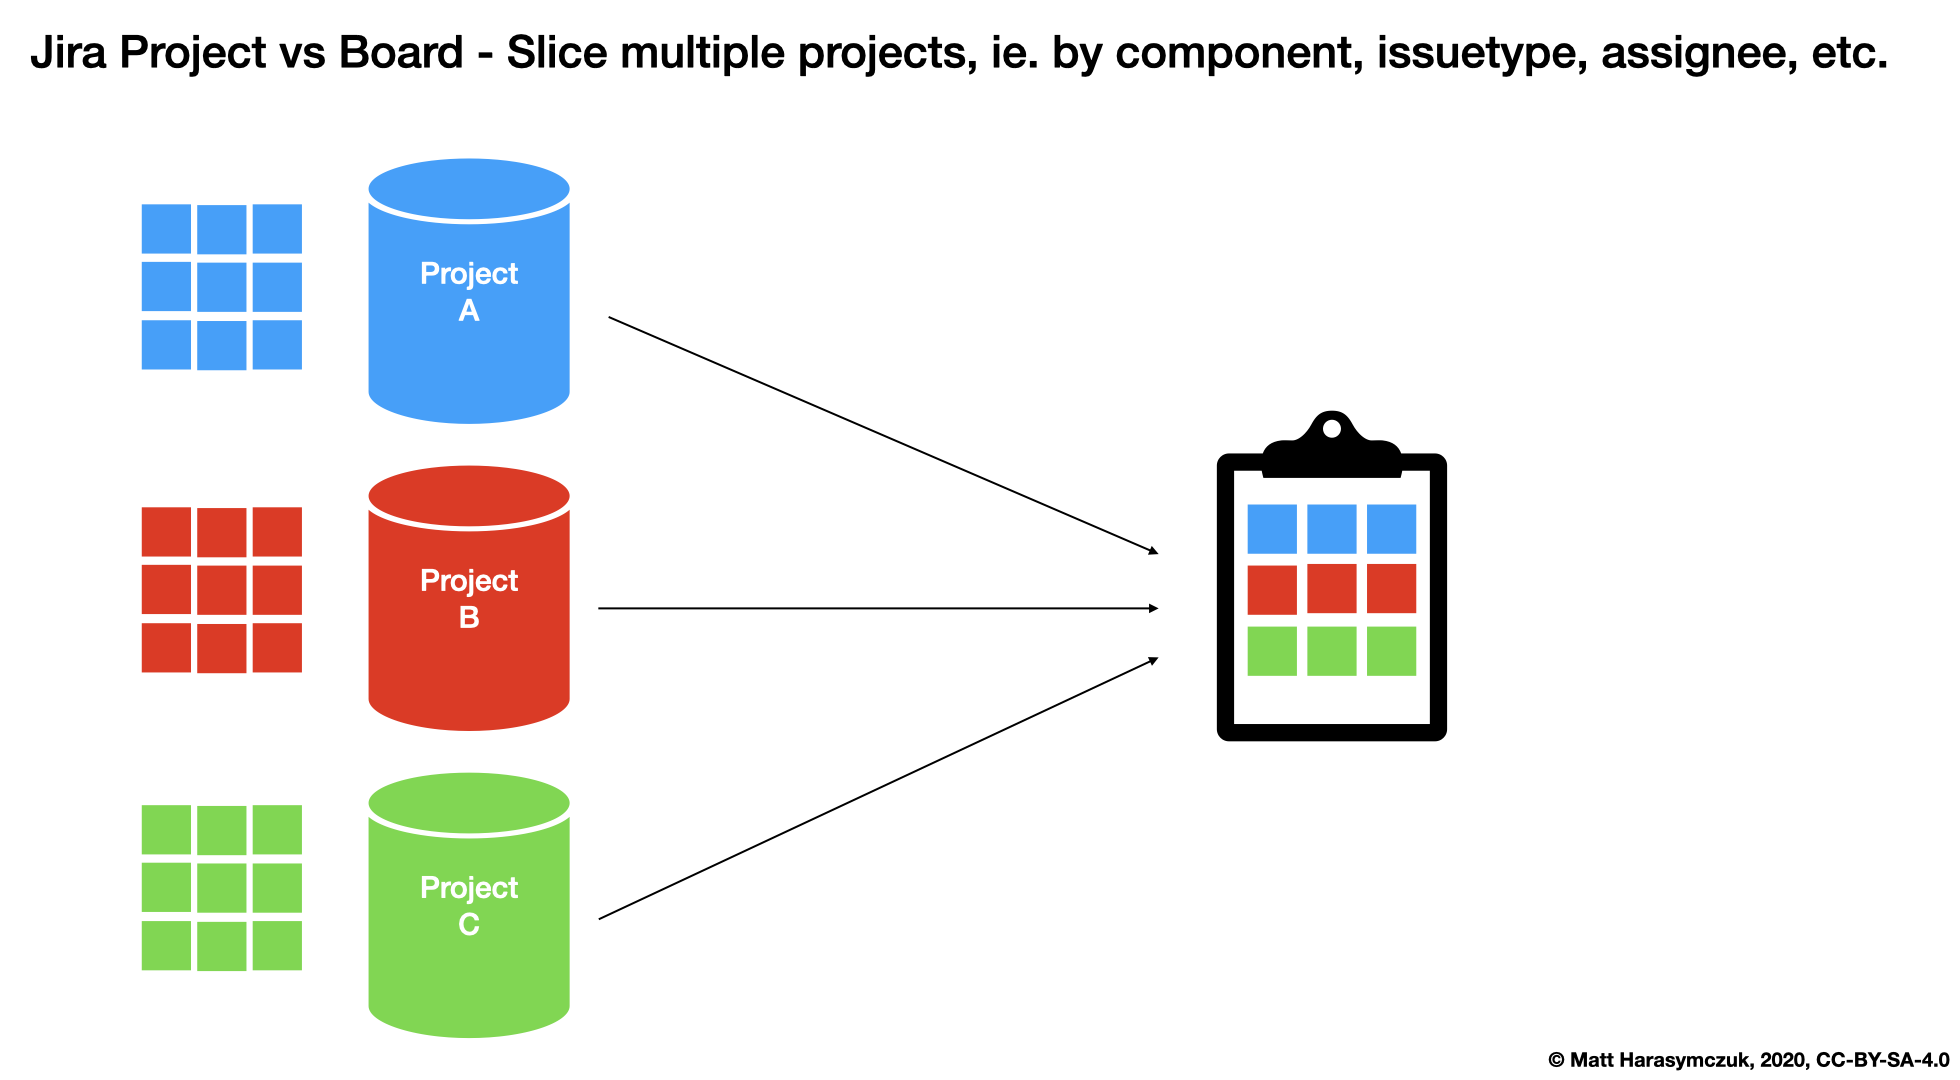 Jira Project vs Board - Slice multiple projects, ie. by component, issuetype, assignee, etc.
Project
A
Project
B
Project
C
© Matt Harasymczuk, 2020, CC-BY-SA-4.0